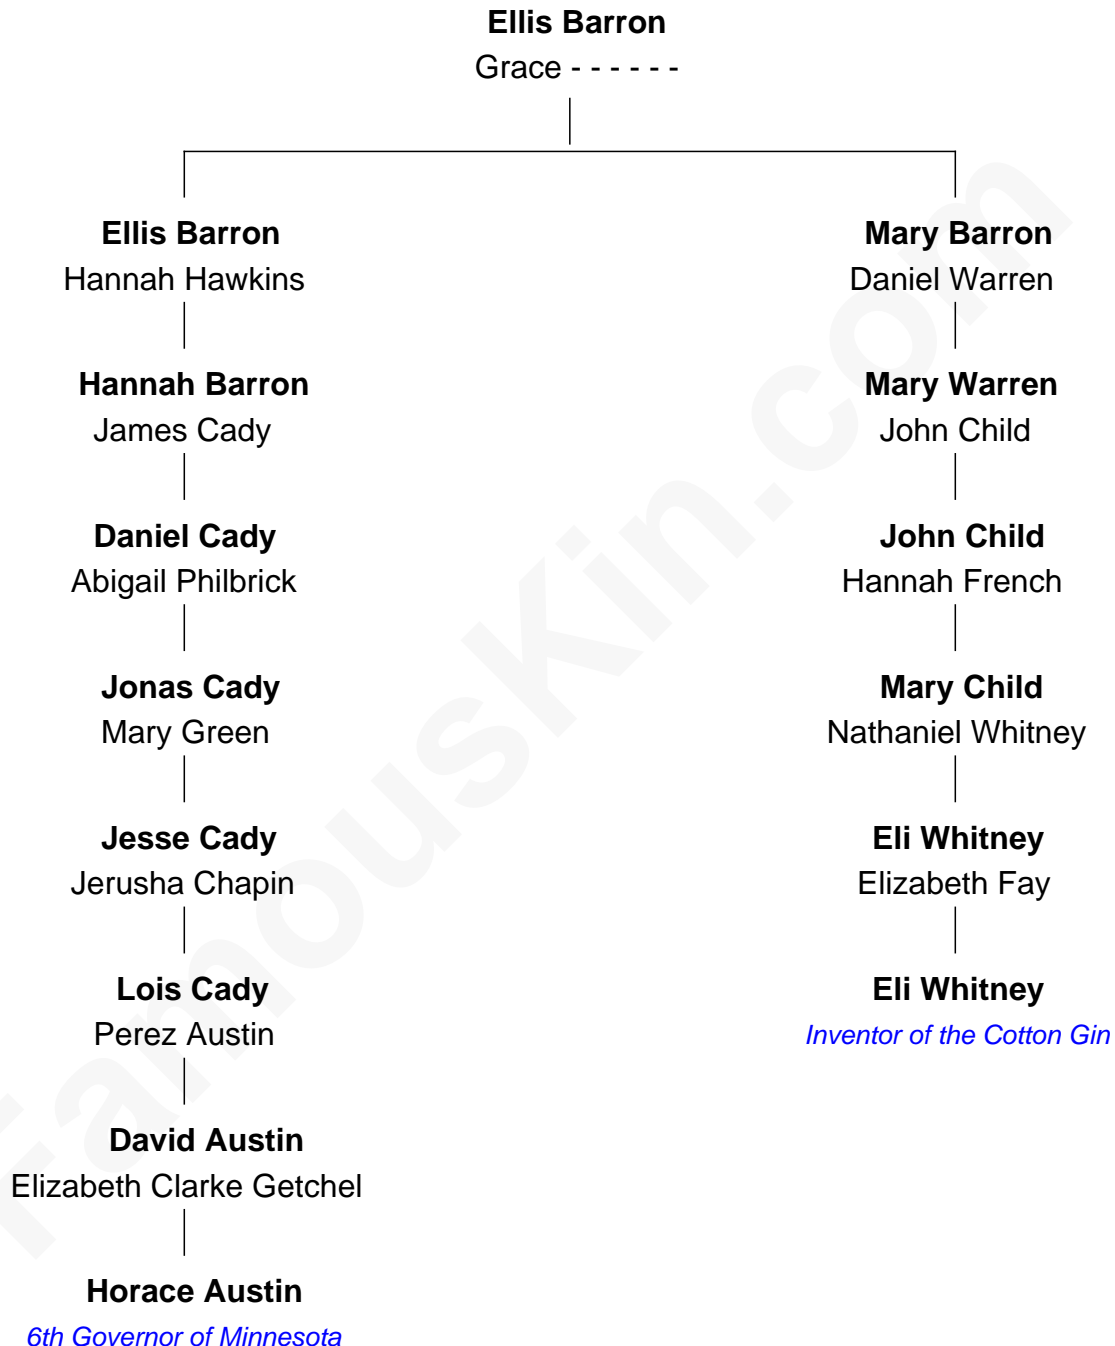 Ellis Barron
Grace - - - - - -
Ellis Barron
Hannah Hawkins
Hannah Barron
James Cady
Daniel Cady
Abigail Philbrick
Jonas Cady
Mary Green
Jesse Cady
Jerusha Chapin
Lois Cady
Perez Austin
David Austin
Elizabeth Clarke Getchel
Horace Austin
6th Governor of Minnesota
Mary Barron
Daniel Warren
Mary Warren
John Child
John Child
Hannah French
Mary Child
Nathaniel Whitney
Eli Whitney
Elizabeth Fay
Eli Whitney
Inventor of the Cotton Gin
FamousKin.com